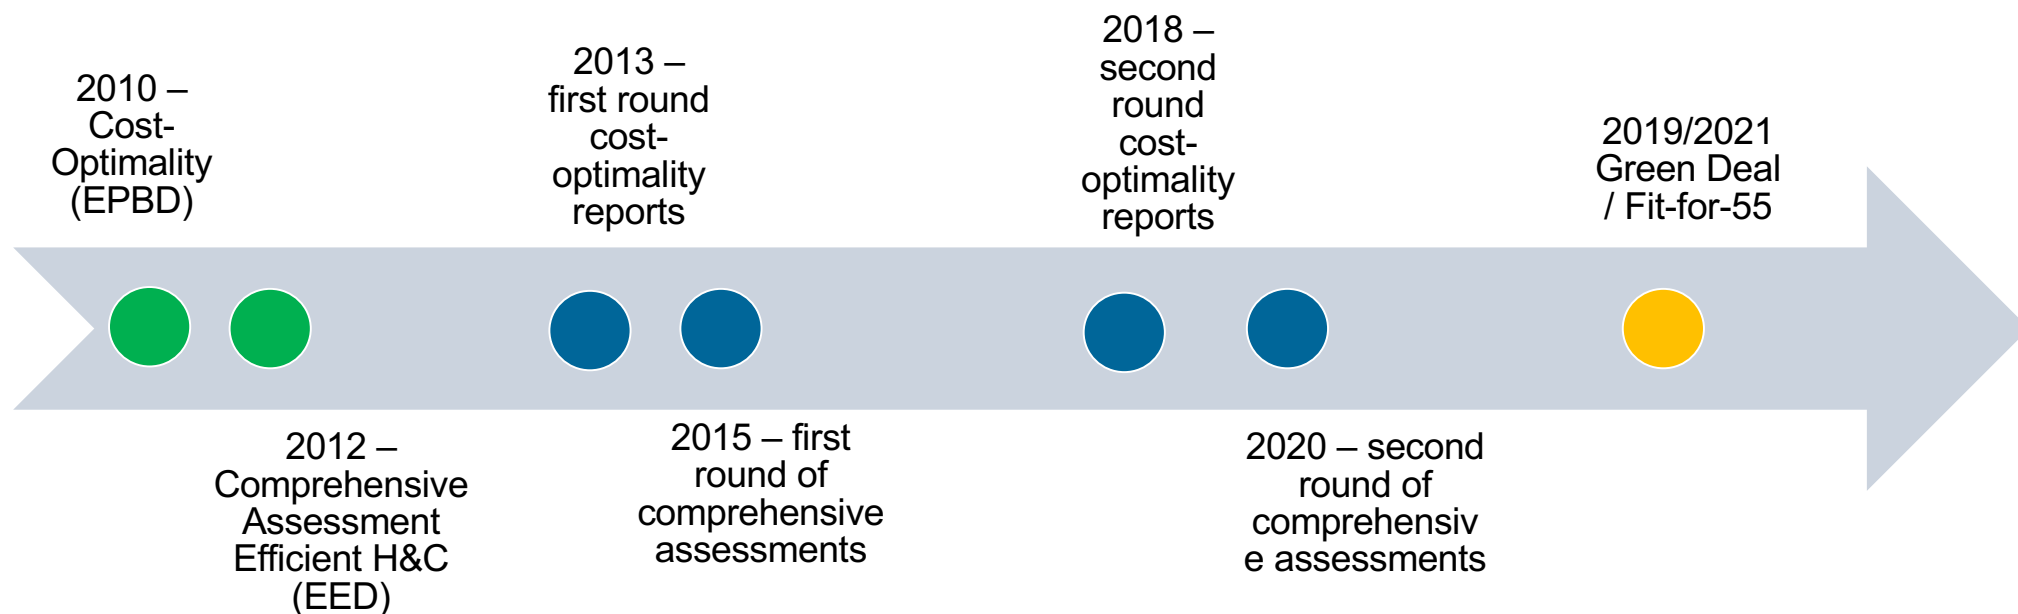 2010 –
Cost-
Optimality
(EPBD)
2012 –
Comprehensive
Assessment
Efficient H&C
(EED)
2013 –
first round
cost-
optimality
reports
2015 – first
round of
comprehensive
assessments
2018 –
second
round
cost-
optimality
reports
2020 – second
round of
comprehensiv
e assessments
2019/2021
Green Deal
/ Fit-for-55